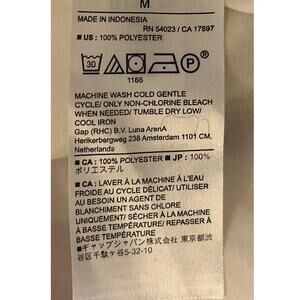 M
MADE IN INDONESIA
RN 54023 / CA 17897
■ US : 100% POLYESTER
30
P
1166
MACHINE WASH COLD GENTLE
CYCLE/ ONLY NON-CHLORINE BLEACH
WHEN NEEDED/ TUMBLE DRY LOW/
COOL IRON
Gap (RHC) B.V. Luna ArenA
Herikerbergweg 238 Amsterdam 1101 CM,
Netherlands
■ CA : 100% POLYESTER ■ JP : 100%
ポリエステル
■ CA : LAVER À LA MACHINE À L'EAU
FROIDE AU CYCLE DÉLICAT/ UTILISER
AU BESOIN UN AGENT DE
BLANCHIMENT SANS CHLORE
UNIQUEMENT/ SÉCHER À LA MACHINE
À BASSE TEMPÉRATURE/ REPASSER À
BASSE TEMPÉRATURE
■ ギャップジャパン株式会社 東京都渋
谷区千駄ヶ谷5-32-10